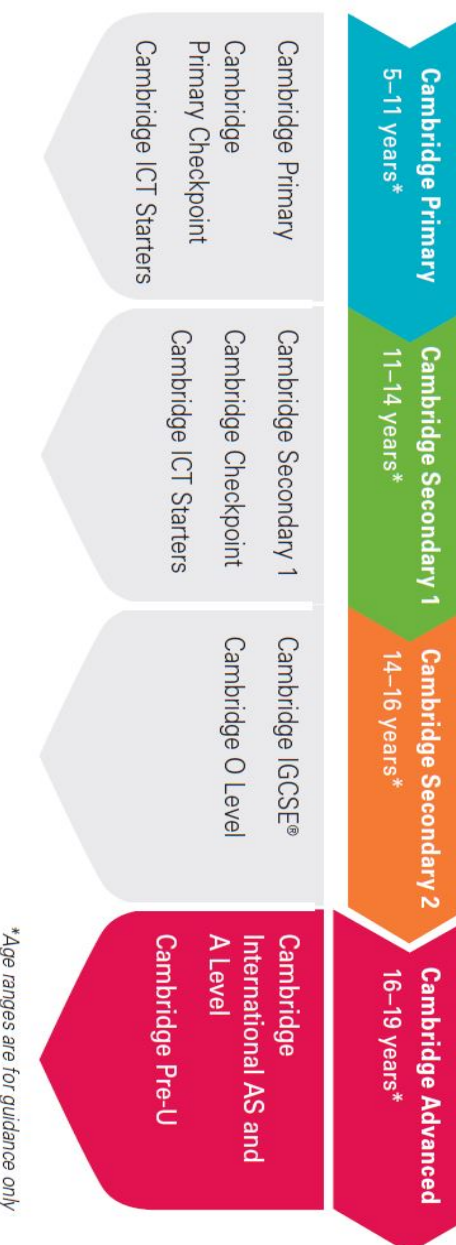 Cambridge Primary
5–11 years*
Cambridge Secondary 1
11–14 years*
Cambridge Secondary 2
14–16 years*
Cambridge Advanced
16–19 years*
Cambridge Primary
Cambridge
Primary Checkpoint
Cambridge ICT Starters
Cambridge Secondary 1
Cambridge Checkpoint
Cambridge ICT Starters
Cambridge IGCSE®
Cambridge O Level
Cambridge
International AS and
A Level
Cambridge Pre-U
*Age ranges are for guidance only